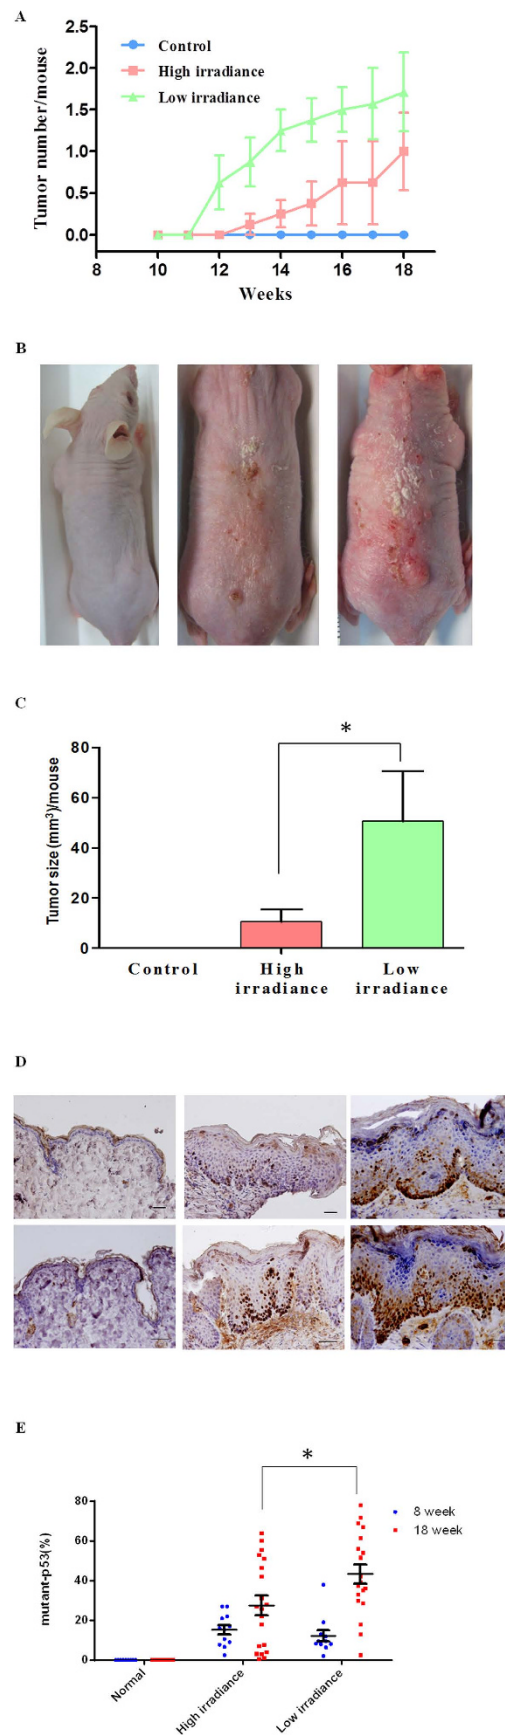 A
2.5
2.0
1.5
1.0
0.5
0.0
Tumor number/mouse
Control
High irradiance
Low irradiance
8 10 12 14 16 18
Weeks
B
C
80
60
40
20
0
Tumor size (mm³)/mouse
*
Control High irradiance Low irradiance
D
E
*
80
60
40
20
0
mutant-p53(%)
8 week
18 week
Normal
High irradiance
Low irradiance